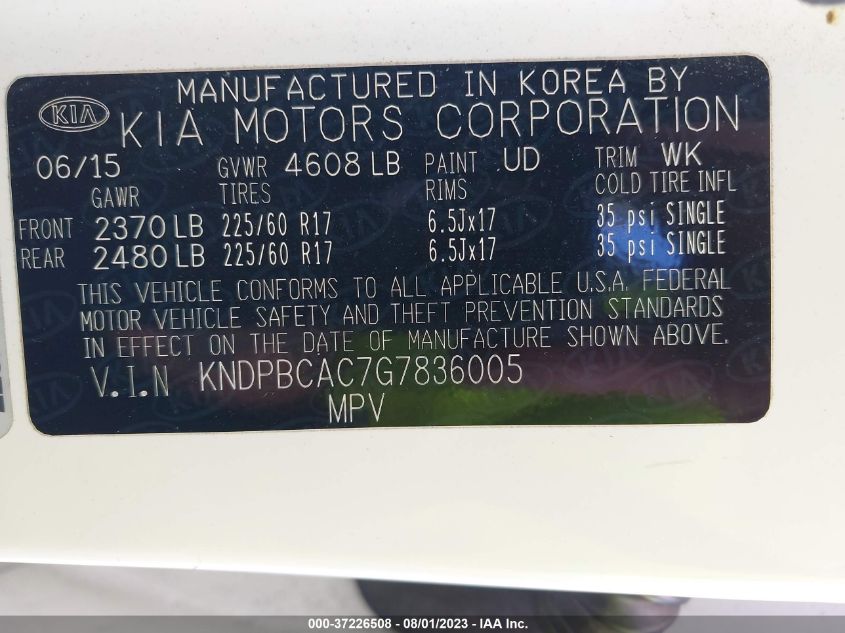 MANUFACTURED IN KOREA BY
KIA KIA MOTORS CORPORATION
06/15 GVWR 4608 LB PAINT UD TRIM WK
GAWR TIRES RIMS COLD TIRE INFL
FRONT 2370 LB 225/60 R17 6.5Jx17 35 psi SINGLE
REAR 2480 LB 225/60 R17 6.5Jx17 35 psi SINGLE
THIS VEHICLE CONFORMS TO ALL APPLICABLE U.S.A. FEDERAL
MOTOR VEHICLE SAFETY AND THEFT PREVENTION STANDARDS
IN EFFECT ON THE DATE OF MANUFACTURE SHOWN ABOVE.
V.I.N KNDPBCAC7G7836005
MPV
000-37226508 - 08/01/2023 - IAA Inc.